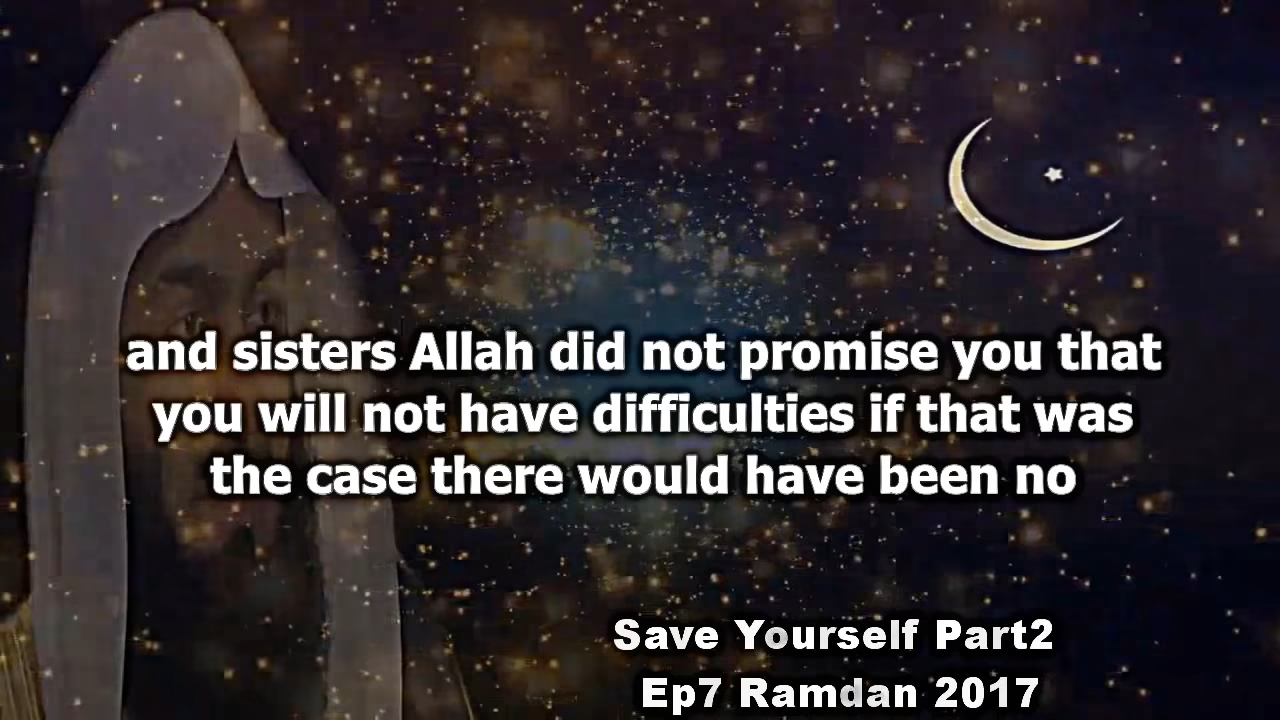 and sisters Allah did not promise you that
you will not have difficulties if that was
the case there would have been no
Save Yourself Part2
Ep7 Ramdan 2017